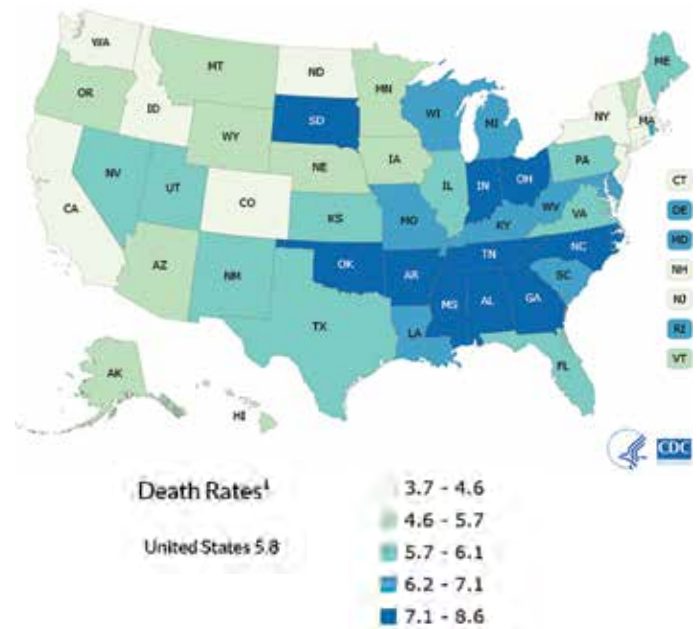 WA
MT
ND
MN
ME
OR
ID
SD
WI
MI
NY
MA
WY
NE
IA
PA
NV
UT
CO
IL
IN
OH
CA
KS
MO
KY
WV
VA
AZ
NM
OK
AR
TN
NC
TX
LA
MS
AL
GA
SC
FL
AK
HI
CT
DE
MD
NH
NJ
RI
VT
CDC
Death Rates¹
United States 5.8
3.7 - 4.6
4.6 - 5.7
5.7 - 6.1
6.2 - 7.1
7.1 - 8.6